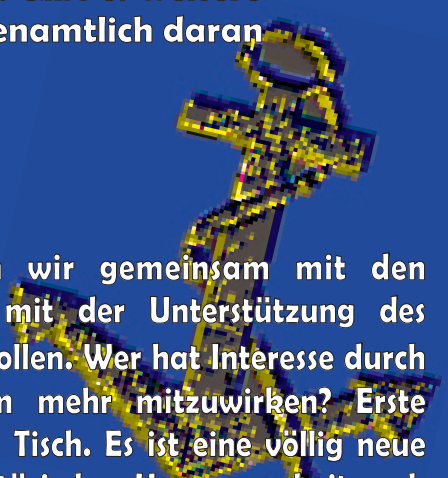 enamtlich daran
wir gemeinsam mit den
mit der Unterstützung des
ollen. Wer hat Interesse durch
n mehr mitzuwirken? Erste
Tisch. Es ist eine völlig neue